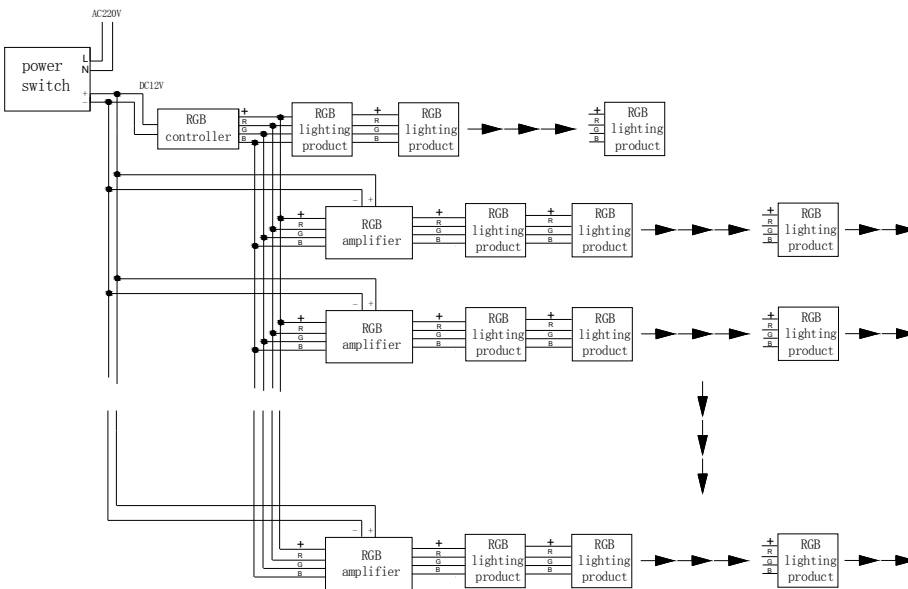 AC220V
power
switch
L
N
+
−
DC12V
RGB
controller
+
R
G
B
RGB
lighting
product
+
R
G
B
RGB
lighting
product
+
R
G
B
RGB
lighting
product
− +
+
R
G
B
RGB
amplifier
+
R
G
B
RGB
lighting
product
+
R
G
B
RGB
lighting
product
+
R
G
B
RGB
lighting
product
− +
+
R
G
B
RGB
amplifier
+
R
G
B
RGB
lighting
product
+
R
G
B
RGB
lighting
product
+
R
G
B
RGB
lighting
product
− +
+
R
G
B
RGB
amplifier
+
R
G
B
RGB
lighting
product
+
R
G
B
RGB
lighting
product
+
R
G
B
RGB
lighting
product